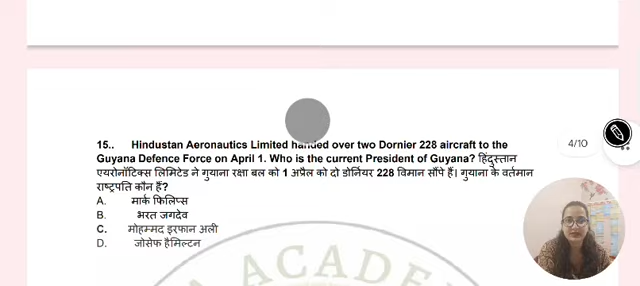 15.. Hindustan Aeronautics Limited handed over two Dornier 228 aircraft to the
Guyana Defence Force on April 1. Who is the current President of Guyana? हिंदुस्तान
एयरोनॉटिक्स लिमिटेड ने गुयाना रक्षा बल को 1 अप्रैल को दो डोर्नियर 228 विमान सौंपे हैं। गुयाना के वर्तमान
राष्ट्रपति कौन हैं?
A. मार्क फिलिप्स
B. भरत जगदेव
C. मोहम्मद इरफान अली
D. जोसेफ हैमिल्टन
4/10
ACADE